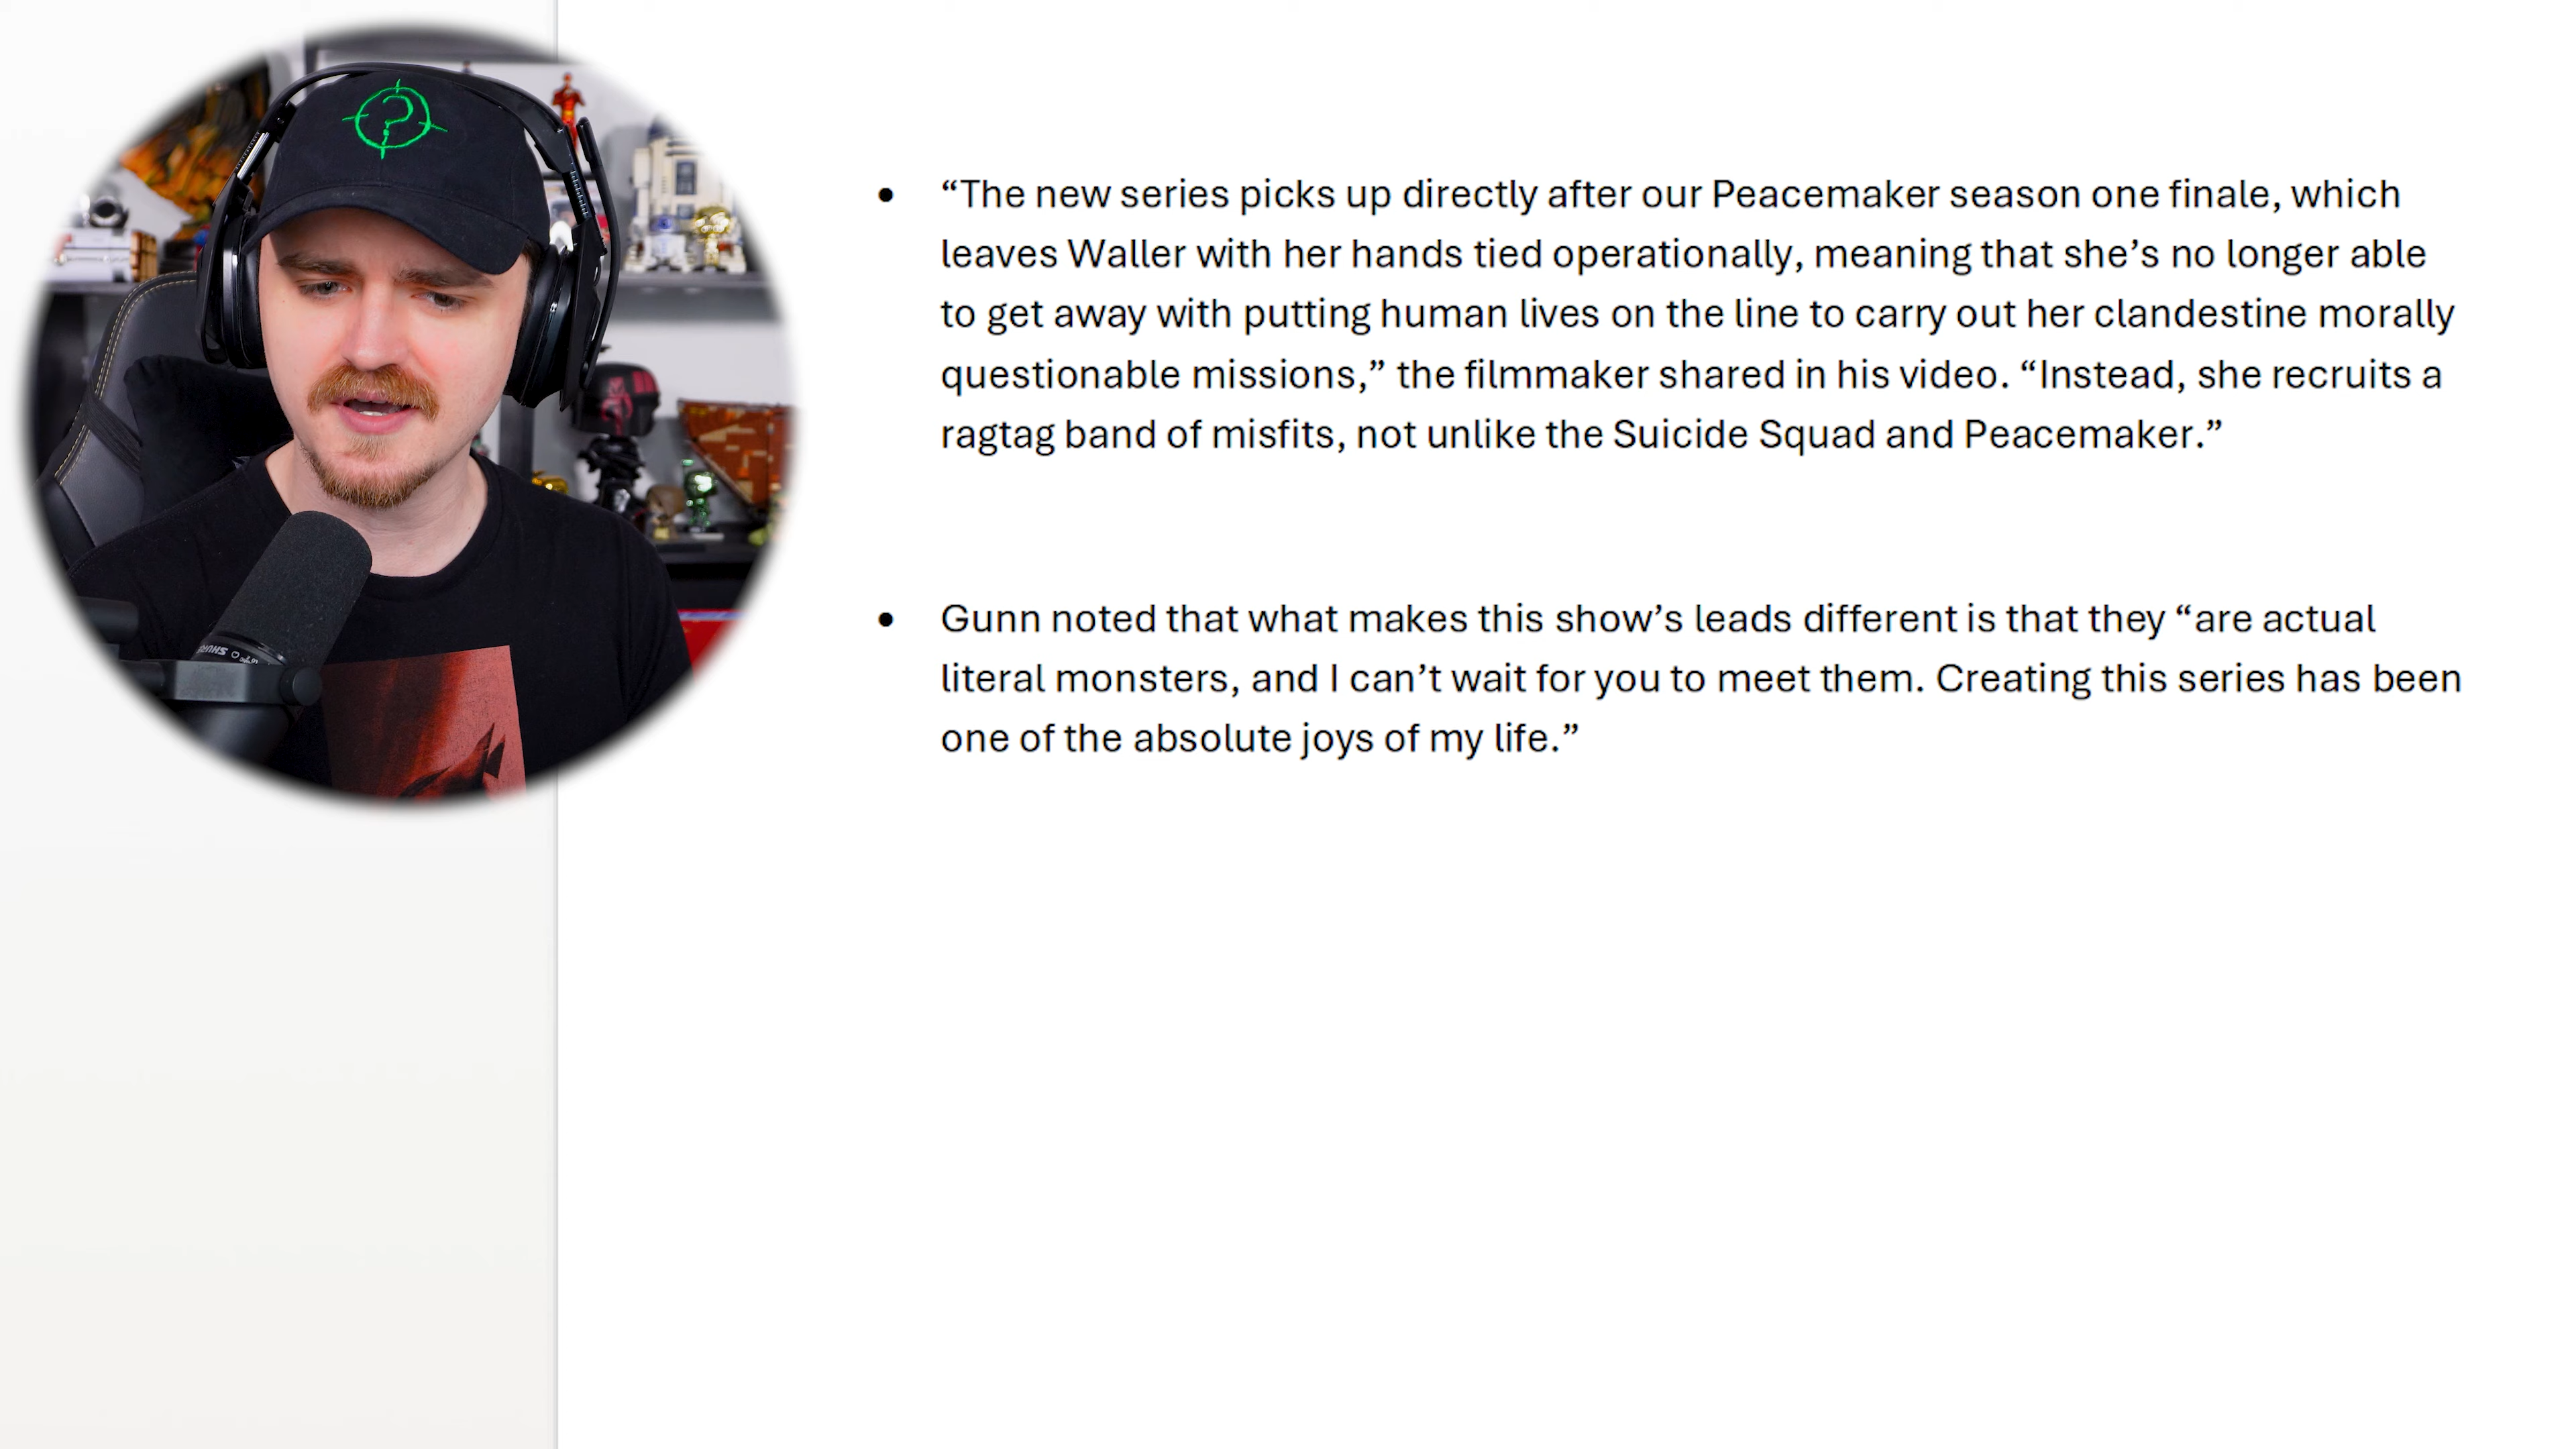 ?
“The new series picks up directly after our Peacemaker season one finale, which
leaves Waller with her hands tied operationally, meaning that she’s no longer able
to get away with putting human lives on the line to carry out her clandestine morally
questionable missions,” the filmmaker shared in his video. “Instead, she recruits a
ragtag band of misfits, not unlike the Suicide Squad and Peacemaker.”
Gunn noted that what makes this show’s leads different is that they “are actual
literal monsters, and I can’t wait for you to meet them. Creating this series has been
one of the absolute joys of my life.”
SHURE